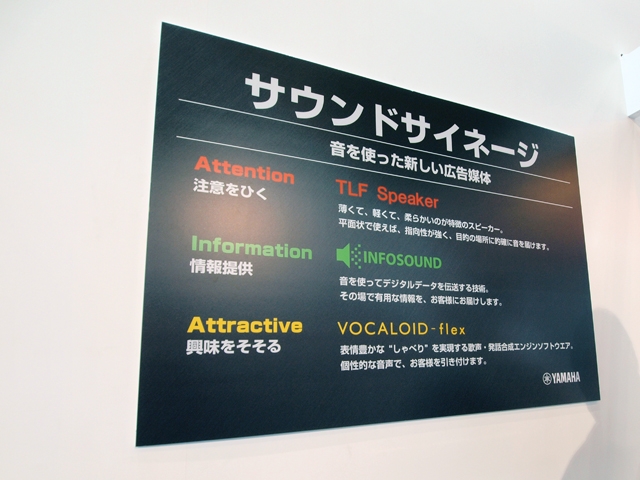 サウンドサイネージ
音を使った新しい広告媒体
Attention
注意をひく
TLF Speaker
薄くて、軽くて、柔らかいのが特徴のスピーカー。
平面状で使えば、指向性が強く、目的の場所に的確に音を届けます。
Information
情報提供
INFOSOUND
音を使ってデジタルデータを伝送する技術。
その場で有用な情報を、お客様にお届けします。
Attractive
興味をそそる
VOCALOID-flex
表情豊かな“しゃべり”を実現する歌声・発話合成エンジンソフトウエア、
個性的な音声で、お客様を引き付けます。
YAMAHA